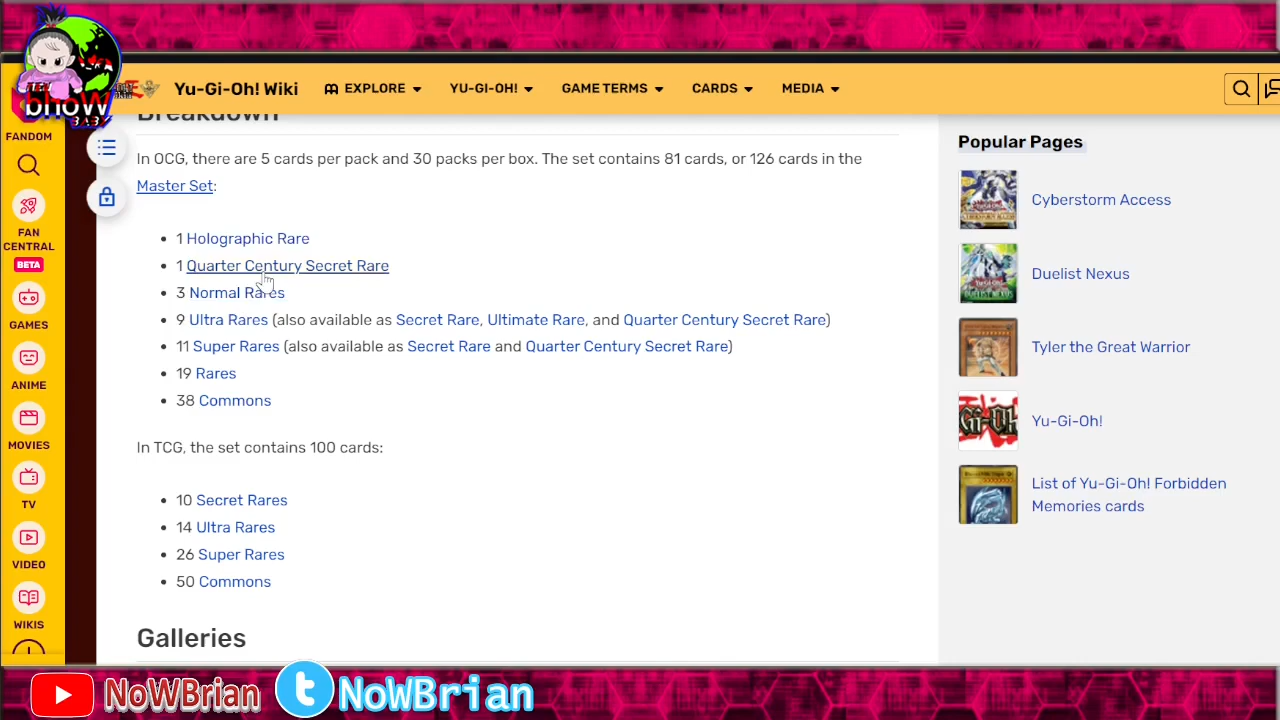 bhoW
BABY
Yu-Gi-Oh! Wiki
EXPLORE
YU-GI-OH!
GAME TERMS
CARDS
MEDIA
FANDOM
FAN
CENTRAL
BETA
GAMES
ANIME
MOVIES
TV
VIDEO
WIKIS
Breakdown
In OCG, there are 5 cards per pack and 30 packs per box. The set contains 81 cards, or 126 cards in the
Master Set:
1 Holographic Rare
1 Quarter Century Secret Rare
3 Normal Rares
9 Ultra Rares (also available as Secret Rare, Ultimate Rare, and Quarter Century Secret Rare)
11 Super Rares (also available as Secret Rare and Quarter Century Secret Rare)
19 Rares
38 Commons
In TCG, the set contains 100 cards:
10 Secret Rares
14 Ultra Rares
26 Super Rares
50 Commons
Galleries
Popular Pages
Cyberstorm Access
Duelist Nexus
Tyler the Great Warrior
Yu-Gi-Oh!
List of Yu-Gi-Oh! Forbidden
Memories cards
NoWBrian
NoWBrian